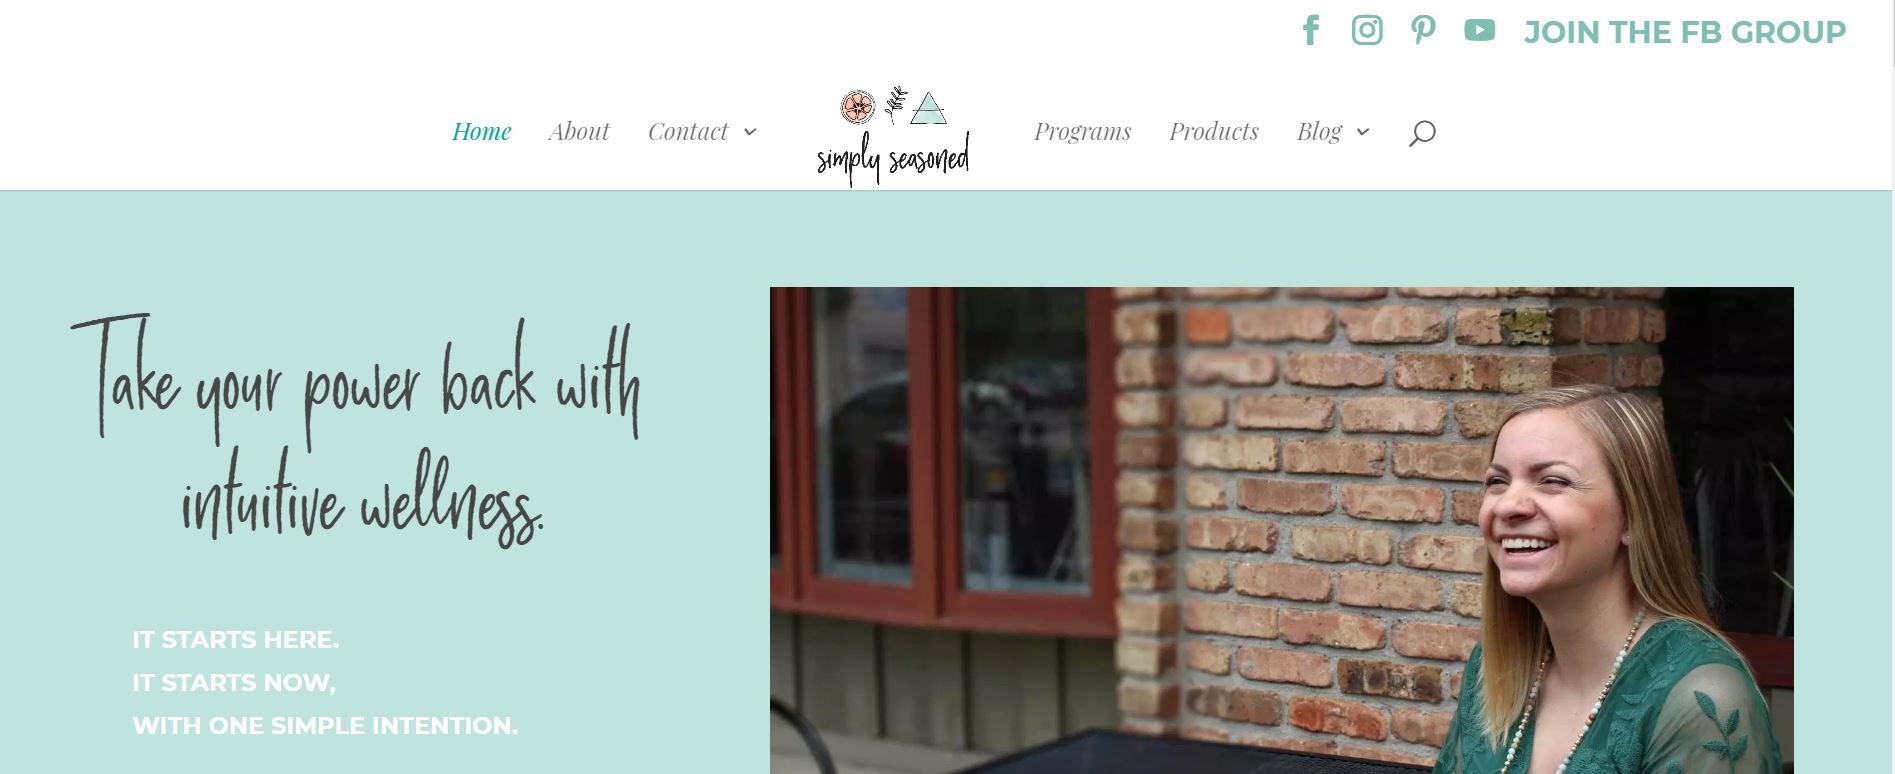 JOIN THE FB GROUP
Home About Contact simply seasoned Programs Products Blog
Take your power back with
intuitive wellness.
IT STARTS HERE.
IT STARTS NOW,
WITH ONE SIMPLE INTENTION.